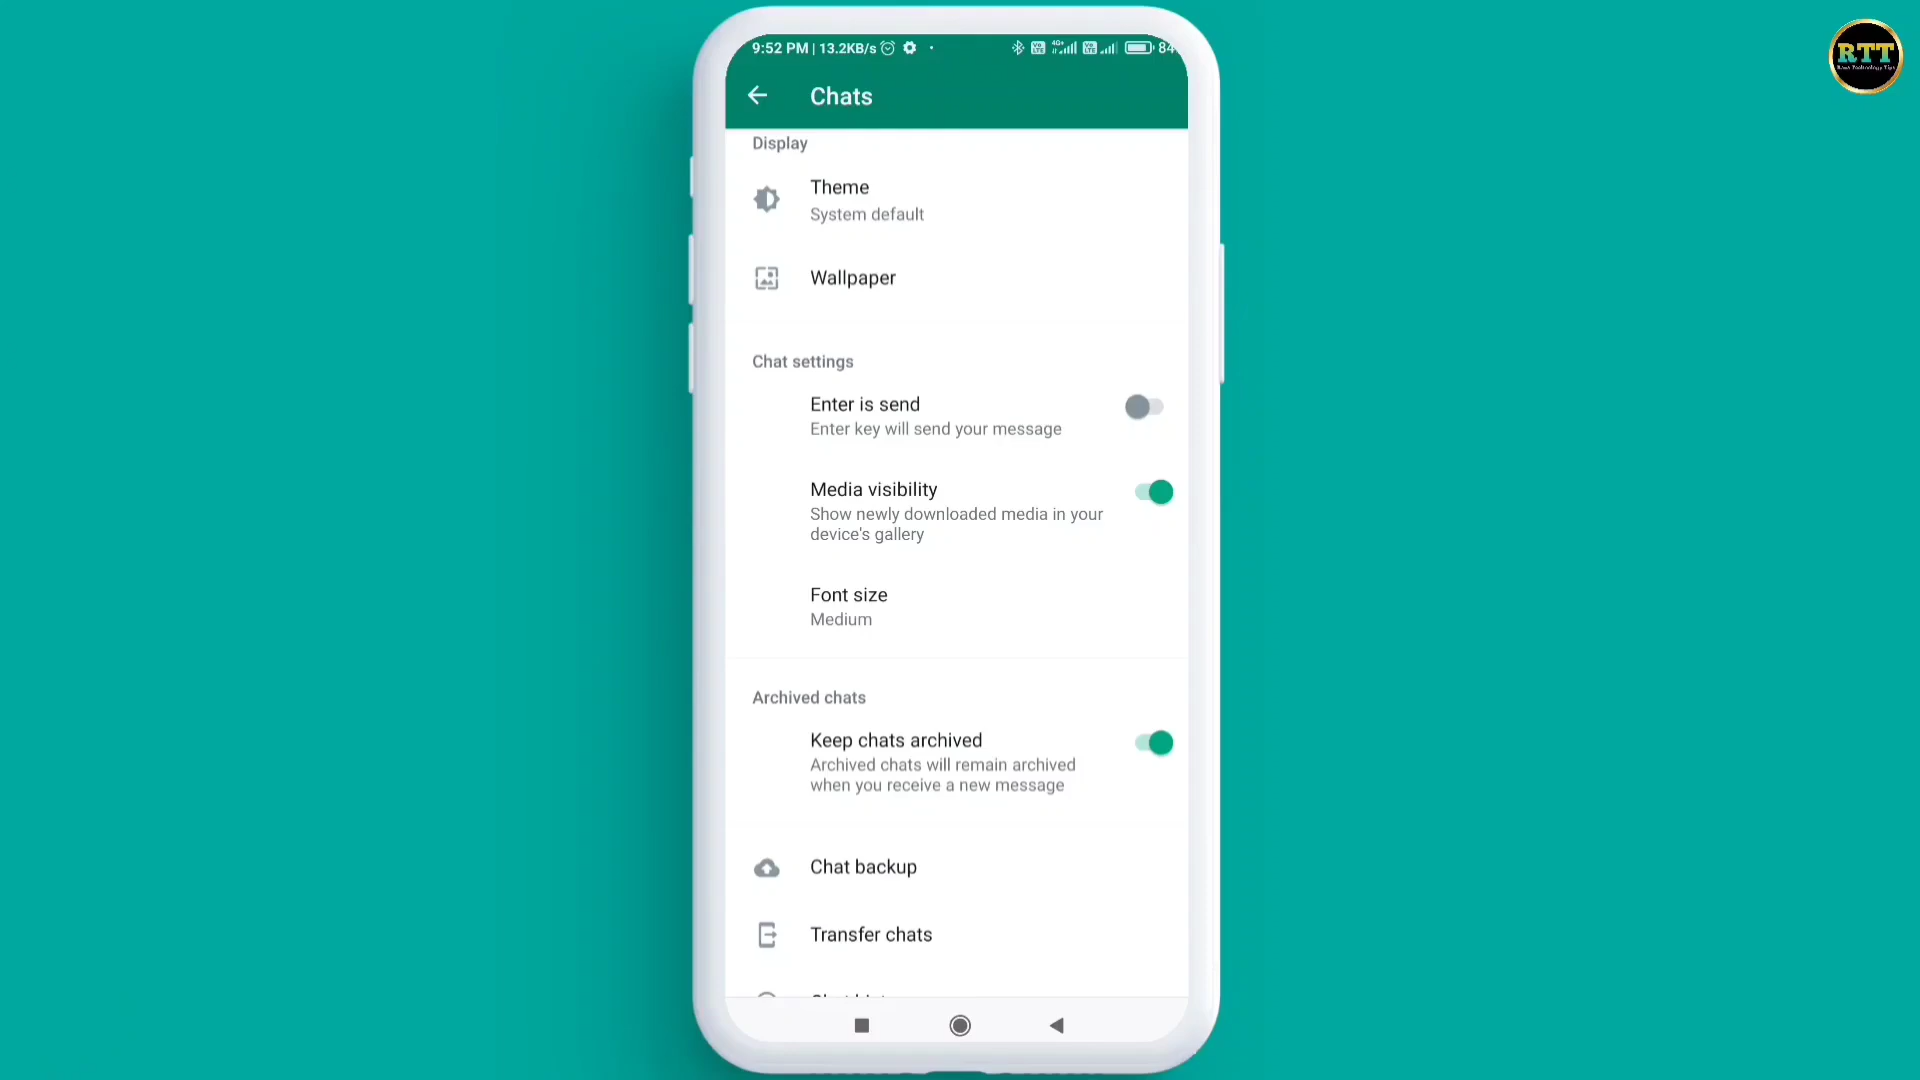 9:52 PM | 13.2KB/s
84
RTT
Chats
Display
Theme
System default
Wallpaper
Chat settings
Enter is send
Enter key will send your message
Media visibility
Show newly downloaded media in your
device's gallery
Font size
Medium
Archived chats
Keep chats archived
Archived chats will remain archived
when you receive a new message
Chat backup
Transfer chats